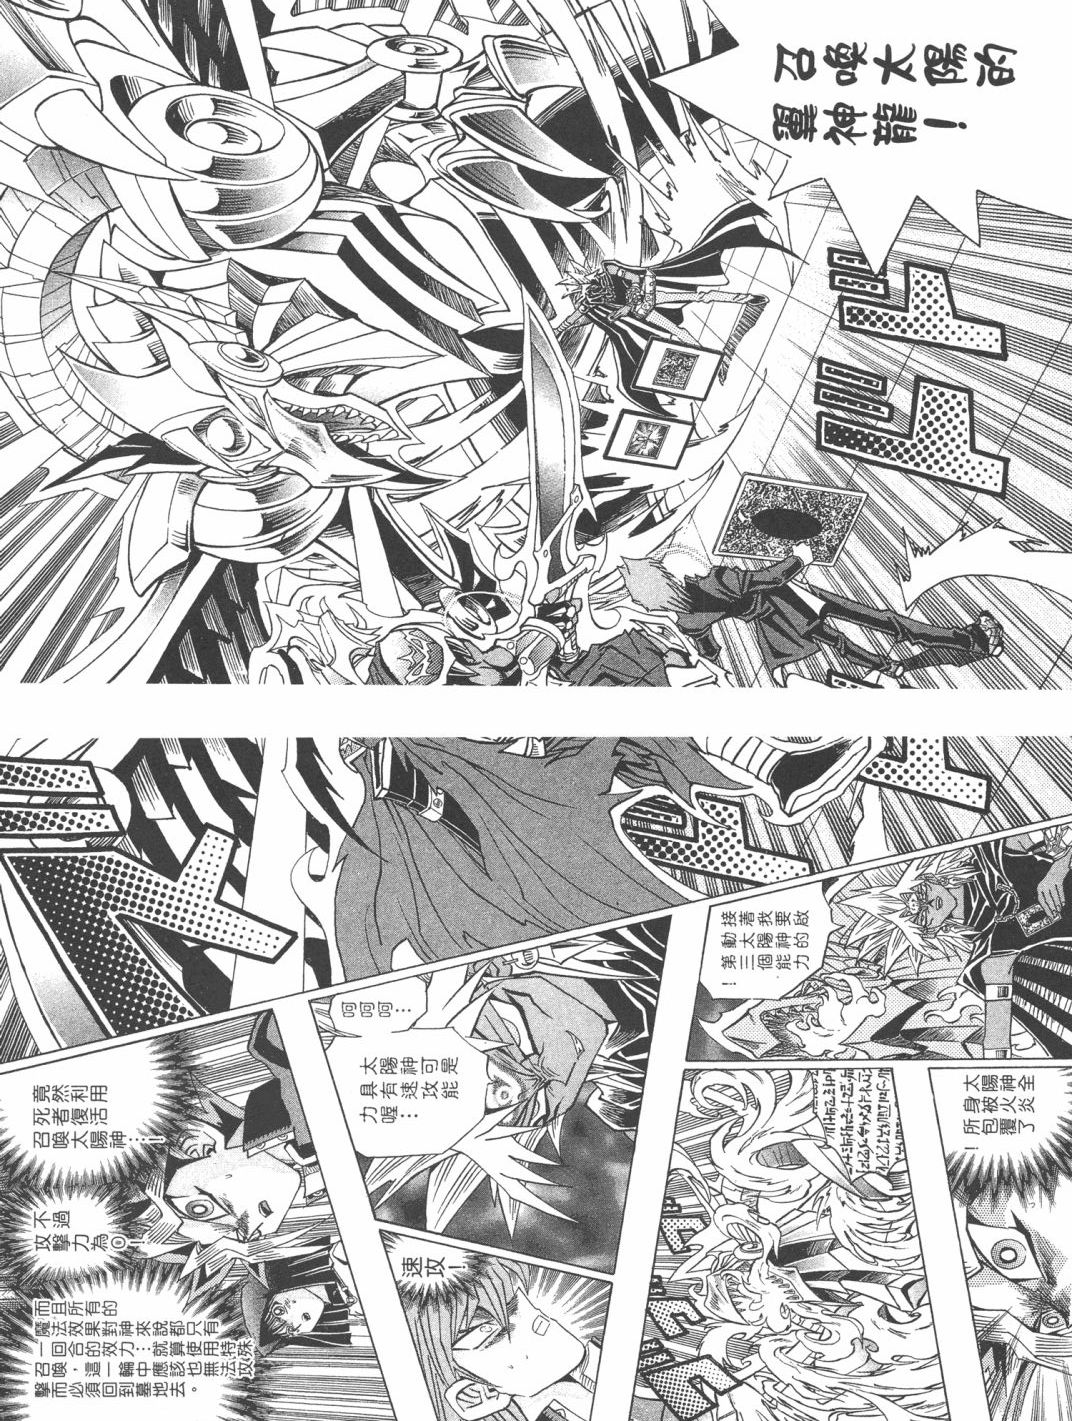 召喚太陽的
翼神龍！
竟然利用
死者復活
召喚太陽神…！
不過
攻擊力為０！
而且所有的
魔法效果對神來說都只有
一回合的效力…就算使用特殊
召喚，這一輪中應該也無法攻
擊而必須回到墓地去。
呵呵呵…
太陽神可是
具有速攻能
力喔…
速攻！
接着我要啟
動太陽神的
第三個能力
！
太陽神全
身被火炎
所包覆了
！